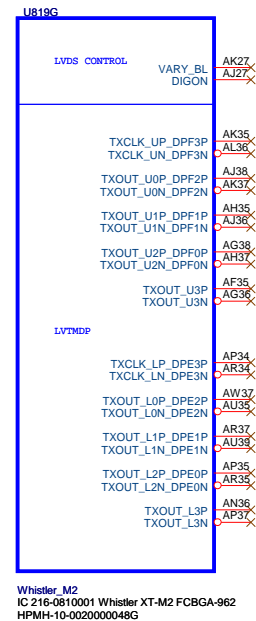 U819G
LVDS CONTROL
VARY_BL AK27
DIGON AJ27
TXCLK_UP_DPF3P AK35
TXCLK_UN_DPF3N AL36
TXOUT_U0P_DPF2P AJ38
TXOUT_U0N_DPF2N AK37
TXOUT_U1P_DPF1P AH35
TXOUT_U1N_DPF1N AJ36
TXOUT_U2P_DPF0P AG38
TXOUT_U2N_DPF0N AH37
TXOUT_U3P AF35
TXOUT_U3N AG36
LVTMDP
TXCLK_LP_DPE3P AP34
TXCLK_LN_DPE3N AR34
TXOUT_L0P_DPE2P AW37
TXOUT_L0N_DPE2N AU35
TXOUT_L1P_DPE1P AR37
TXOUT_L1N_DPE1N AU39
TXOUT_L2P_DPE0P AP35
TXOUT_L2N_DPE0N AR35
TXOUT_L3P AN36
TXOUT_L3N AP37
Whistler_M2
IC 216-0810001 Whistler XT-M2 FCBGA-962
HPMH-10-0020000048G